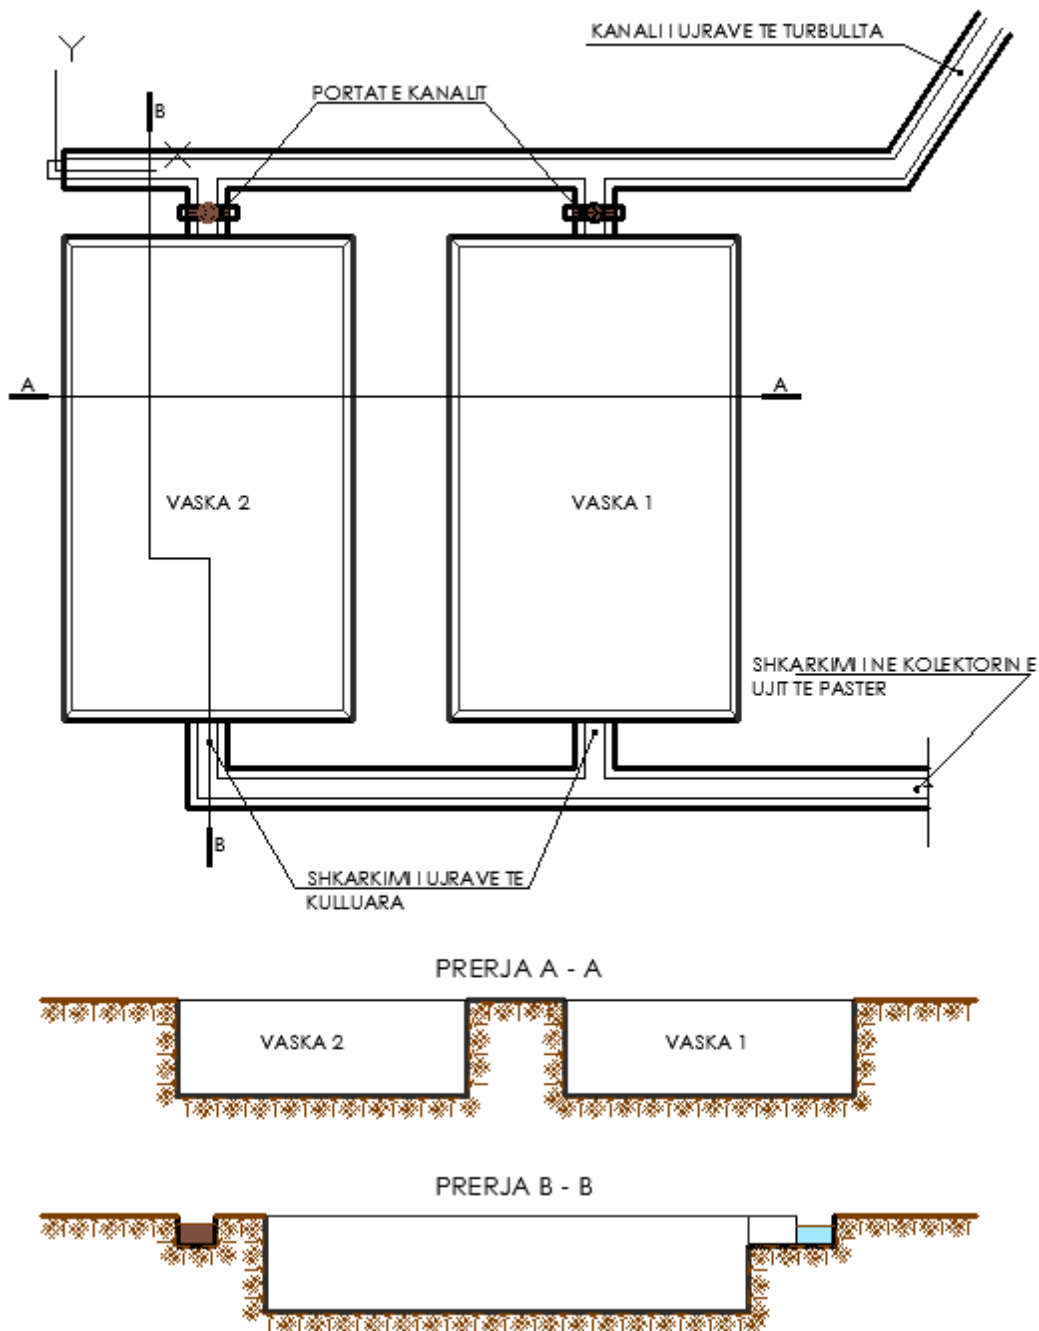 KANALI I UJRAVE TE TURBULLTA
Y
PORTAT E KANALIT
B
X
A
A
VASKA 2
VASKA 1
SHKARKIMI I NE KOLEKTORIN E
UJIT TE PASTER
B
SHKARKIMI I UJRAVE TE
KULLUARA
PRERJA A - A
VASKA 2
VASKA 1
PRERJA B - B